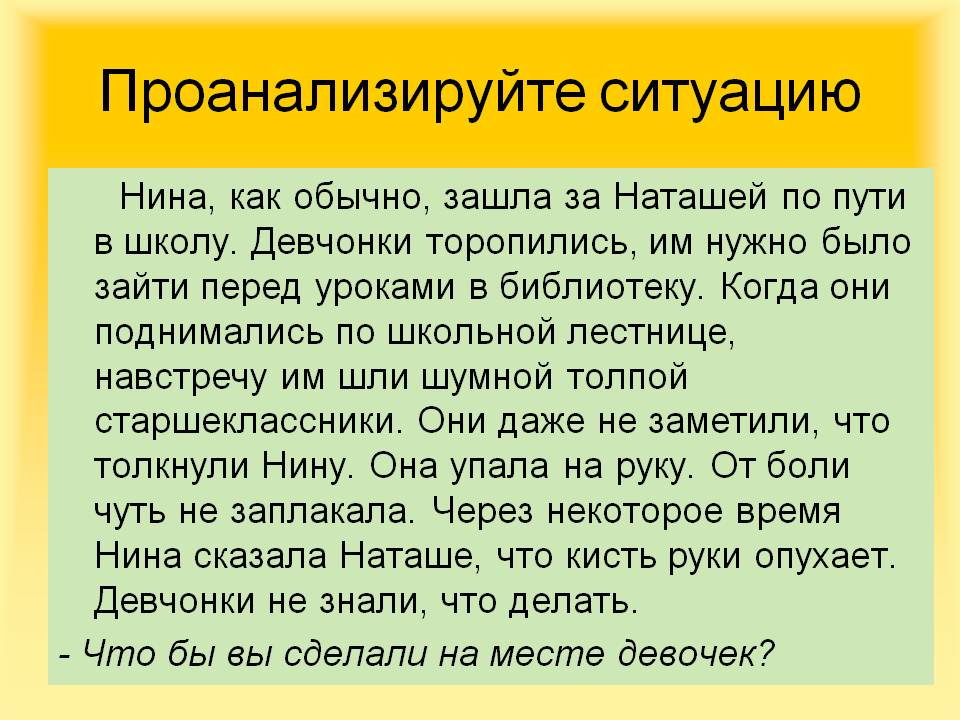 Проанализируйте ситуацию
Нина, как обычно, зашла за Наташей по пути
в школу. Девчонки торопились, им нужно было
зайти перед уроками в библиотеку. Когда они
поднимались по школьной лестнице,
навстречу им шли шумной толпой
старшеклассники. Они даже не заметили, что
толкнули Нину. Она упала на руку. От боли
чуть не заплакала. Через некоторое время
Нина сказала Наташе, что кисть руки опухает.
Девчонки не знали, что делать.
- Что бы вы сделали на месте девочек?